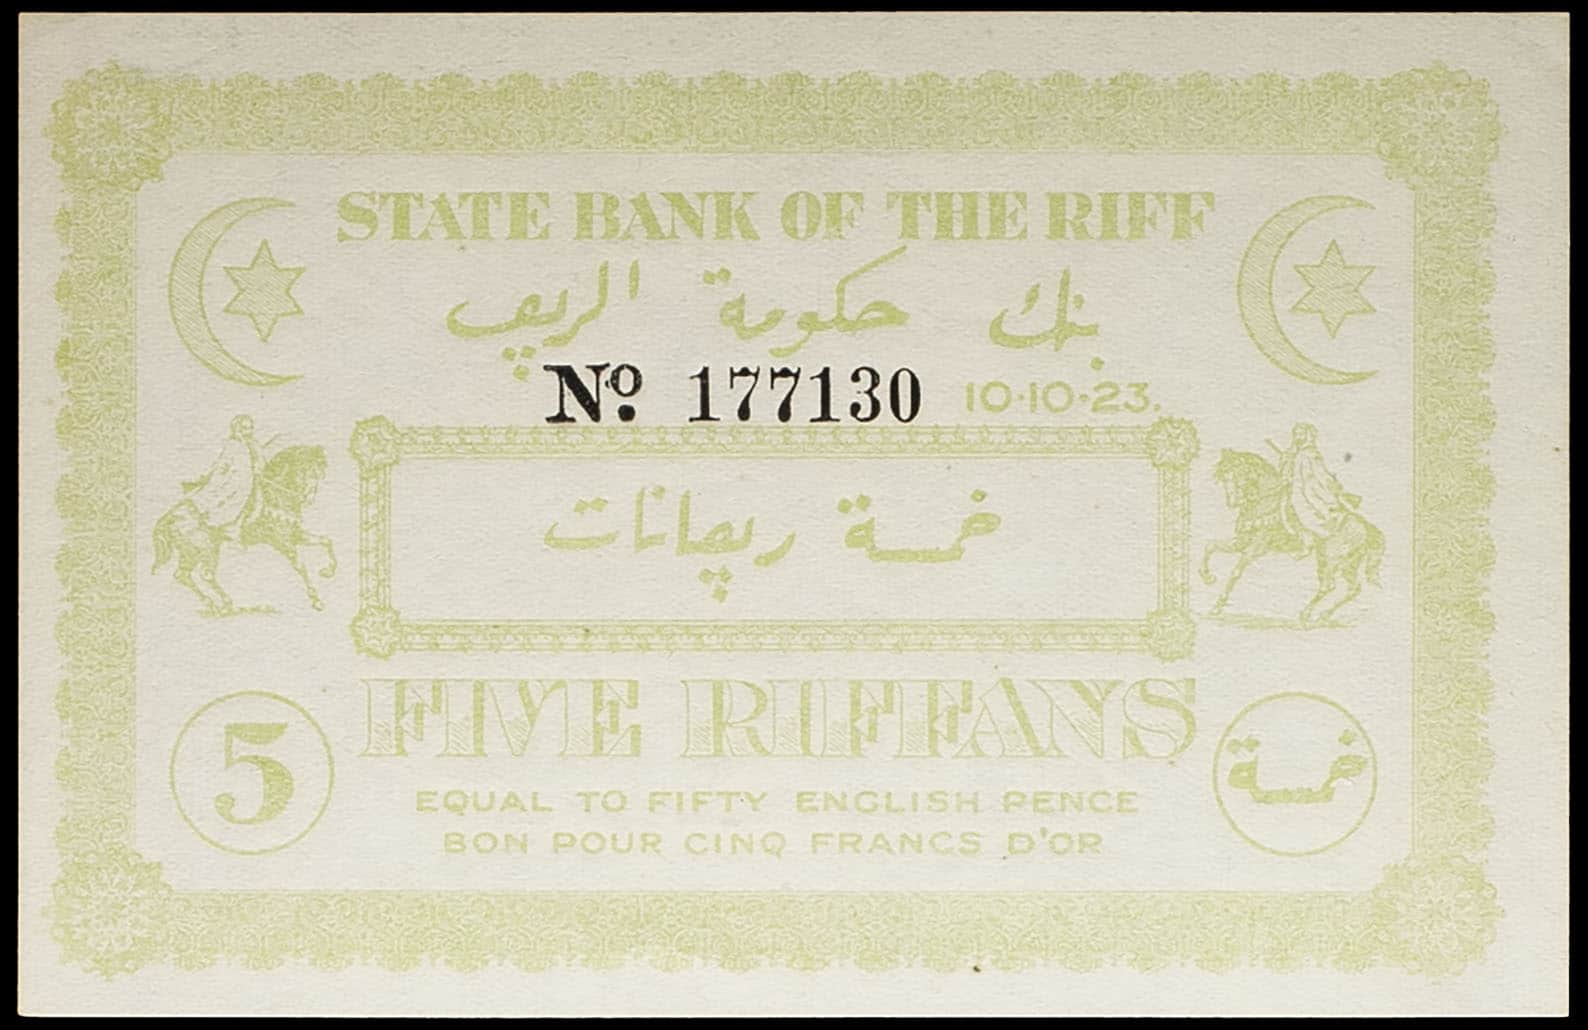 STATE BANK OF THE RIFF
بنك حكومة الريف
Nº. 177130 10·10·23.
خمسة ريڢانات
FIVE RIFFANS
5
خمسة
EQUAL TO FIFTY ENGLISH PENCE
BON POUR CINQ FRANCS D'OR